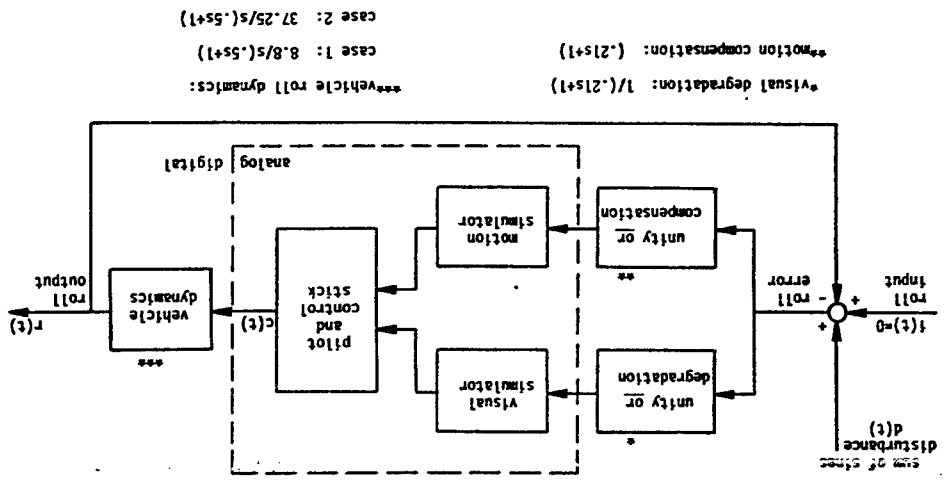 sum of sines
disturbance
d(t)
*
unity or
degradation
visual
simulator
i(t)=0
input
roll
+
+
-
roll
error
**
unity or
compensation
motion
simulator
pilot
and
control
stick
c(t)
***
vehicle
dynamics
r(t)
roll
output
analog
digital
*visual degradation: 1/(.21s+1)
**motion compensation: (.21s+1)
***vehicle roll dynamics:
case 1: 8.8/s(.5s+1)
case 2: 37.25/s(.5s+1)